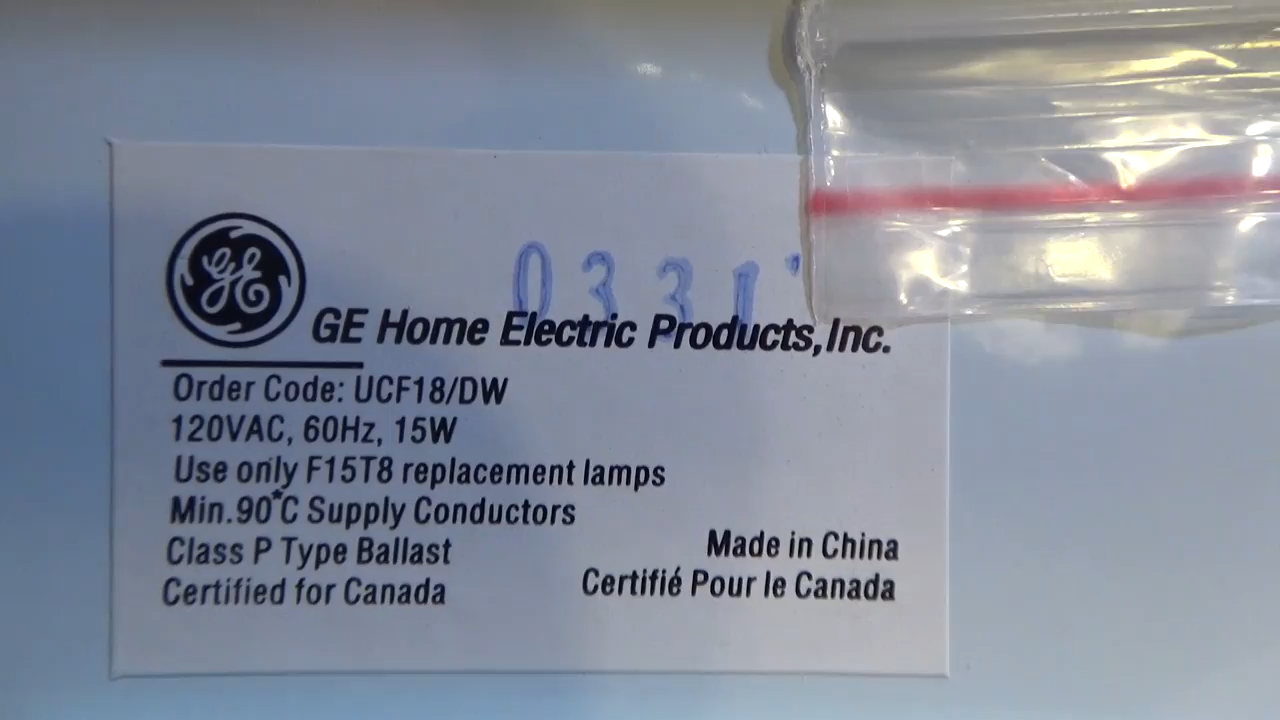 GE
0331
GE Home Electric Products,Inc.
Order Code: UCF18/DW
120VAC, 60Hz, 15W
Use only F15T8 replacement lamps
Min.90°C Supply Conductors
Class P Type Ballast
Made in China
Certified for Canada
Certifié Pour le Canada